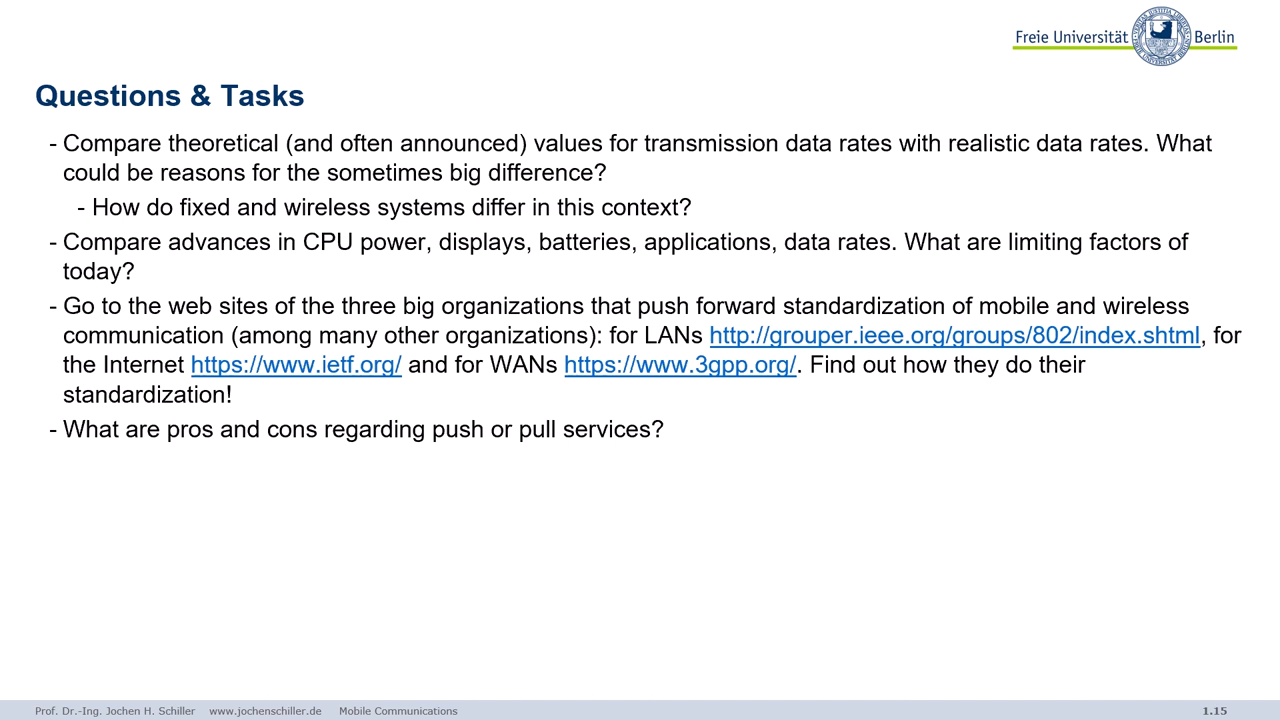 Freie Universität Berlin
Questions & Tasks
- Compare theoretical (and often announced) values for transmission data rates with realistic data rates. What
could be reasons for the sometimes big difference?
- How do fixed and wireless systems differ in this context?
- Compare advances in CPU power, displays, batteries, applications, data rates. What are limiting factors of
today?
- Go to the web sites of the three big organizations that push forward standardization of mobile and wireless
communication (among many other organizations): for LANs http://grouper.ieee.org/groups/802/index.shtml, for
the Internet https://www.ietf.org/ and for WANs https://www.3gpp.org/. Find out how they do their
standardization!
- What are pros and cons regarding push or pull services?
Prof. Dr.-Ing. Jochen H. Schiller www.jochenschiller.de Mobile Communications 1.15